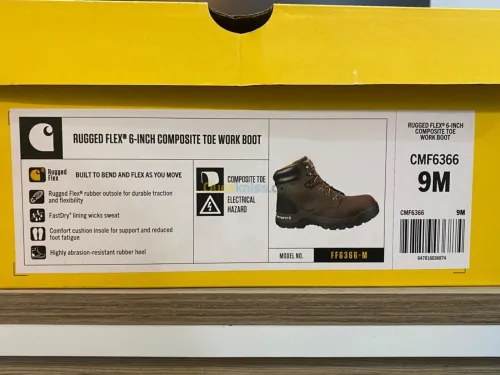 RUGGED FLEX® 6-INCH COMPOSITE TOE WORK BOOT
Rugged
Flex
BUILT TO BEND AND FLEX AS YOU MOVE
Rugged Flex® rubber outsole for durable traction
and flexibility
FastDry® lining wicks sweat
Comfort cushion insole for support and reduced
foot fatigue
Highly abrasion-resistant rubber heel
COMPOSITE TOE
ELECTRICAL
HAZARD
MODEL NO.
FF6366-M
RUGGED FLEX® 6-INCH
COMPOSITE TOE
WORK BOOT
CMF6366
9M
CMF6366 9M